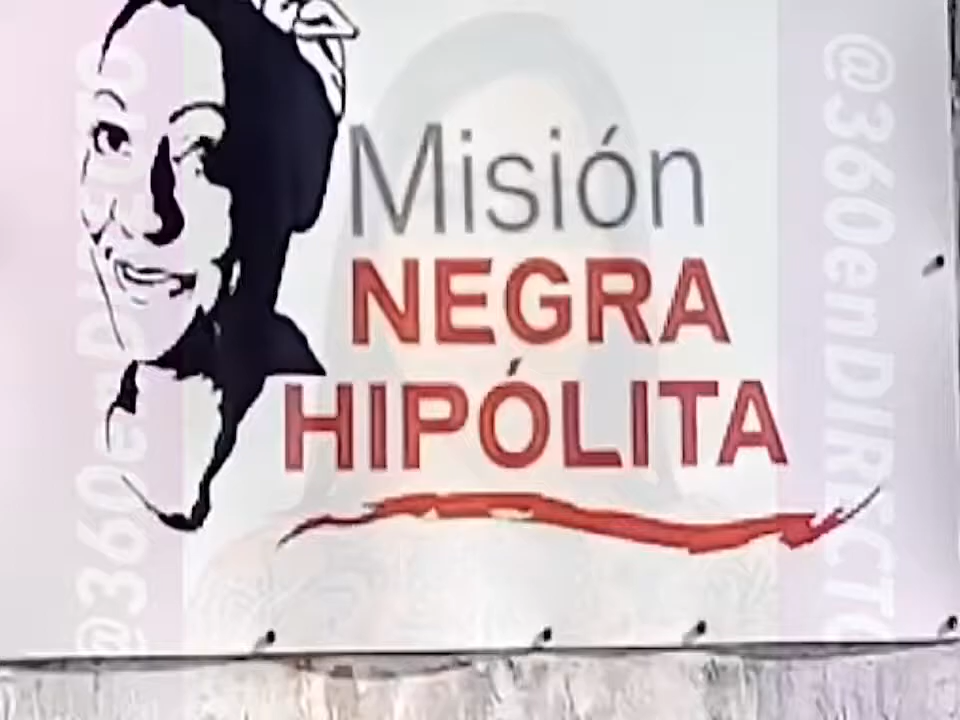 Misión
NEGRA
HIPÓLITA
@360enDIRECTO
@360enDIRECTO